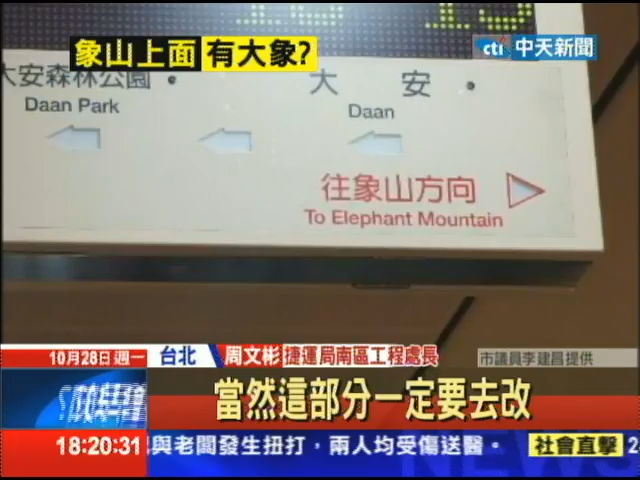 象山上面 有大象?
cti 中天新聞
大安森林公園
Daan Park
大安
Daan
往象山方向
To Elephant Mountain
10月28日 週一
台北
周文彬 捷運局南區工程處長
市議員李建昌提供
當然這部分一定要去改
18:20:31
與老闆發生扭打，兩人均受傷送醫。
社會直擊